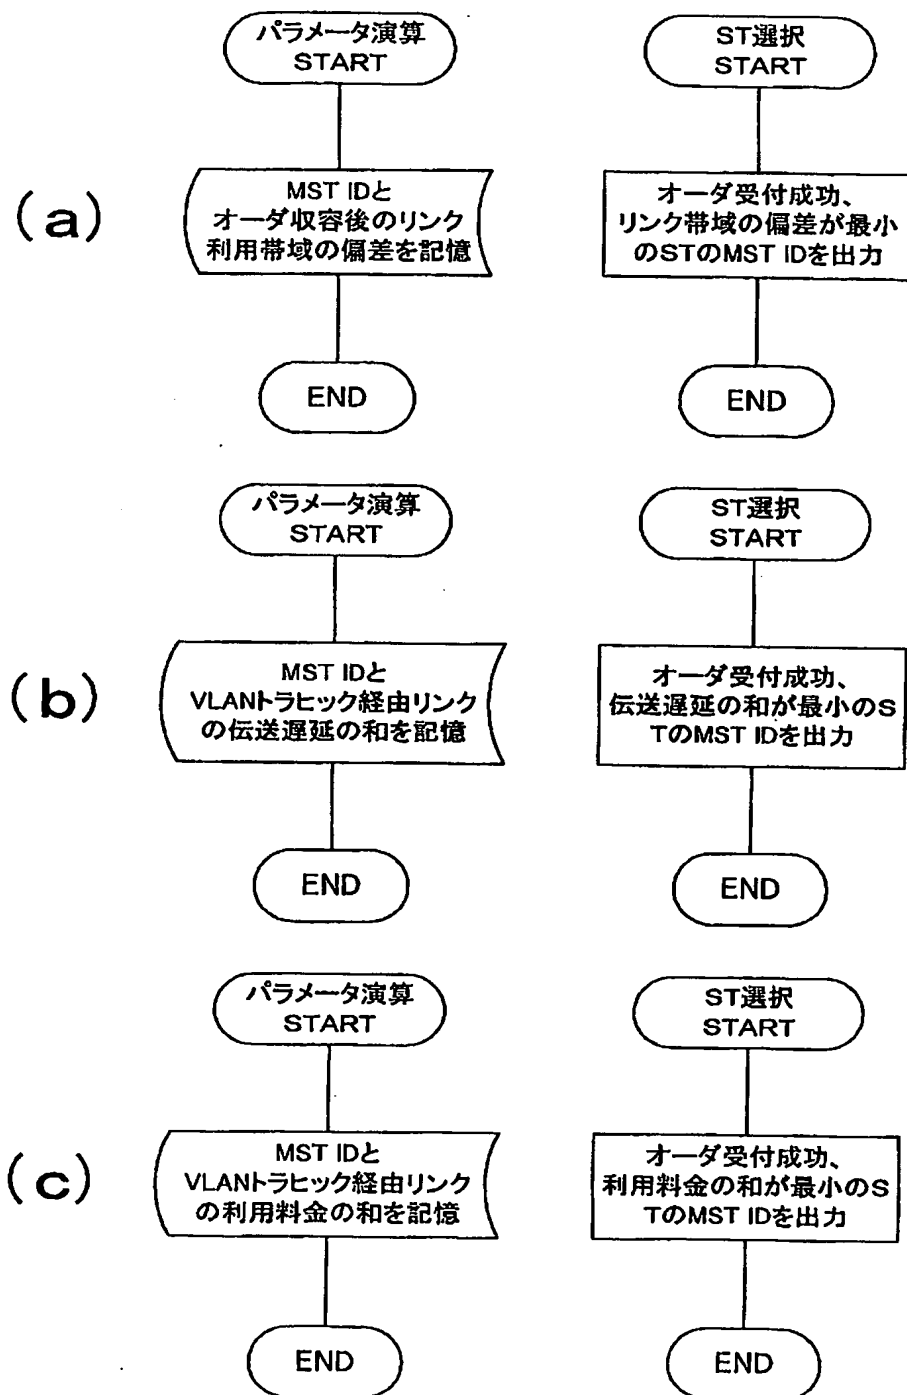 パラメータ演算
START
MST IDと
オーダ収容後のリンク
利用帯域の偏差を記憶
END
ST選択
START
オーダ受付成功、
リンク帯域の偏差が最小
のSTのMST IDを出力
END
(a)
パラメータ演算
START
MST IDと
VLANトラヒック経由リンク
の伝送遅延の和を記憶
END
ST選択
START
オーダ受付成功、
伝送遅延の和が最小のS
TのMST IDを出力
END
(b)
パラメータ演算
START
MST IDと
VLANトラヒック経由リンク
の利用料金の和を記憶
END
ST選択
START
オーダ受付成功、
利用料金の和が最小のS
TのMST IDを出力
END
(c)